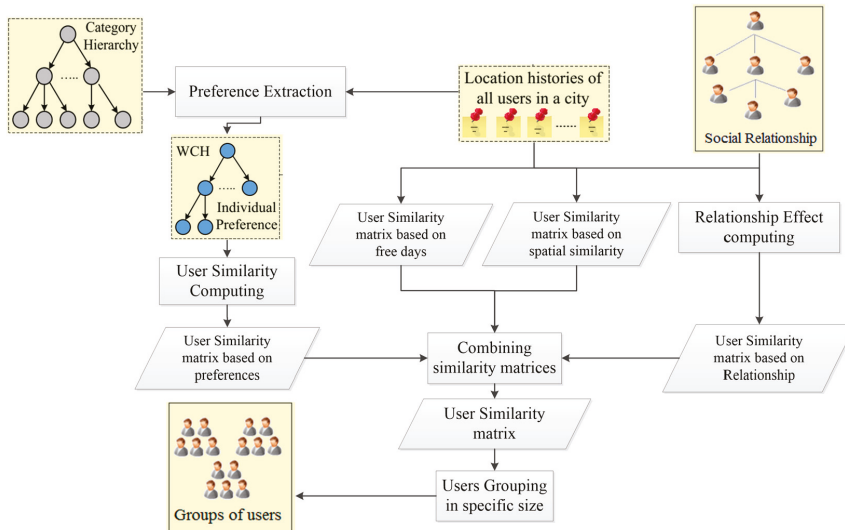 Category
Hierarchy
Preference Extraction
Location histories of
all users in a city
Social Relationship
WCH
Individual
Preference
User Similarity
matrix based on
free days
User Similarity
matrix based on
spatial similarity
Relationship Effect
computing
User Similarity
Computing
User Similarity
matrix based on
preferences
Combining
similarity matrices
User Similarity
matrix based on
Relationship
User Similarity
matrix
Users Grouping
in specific size
Groups of users